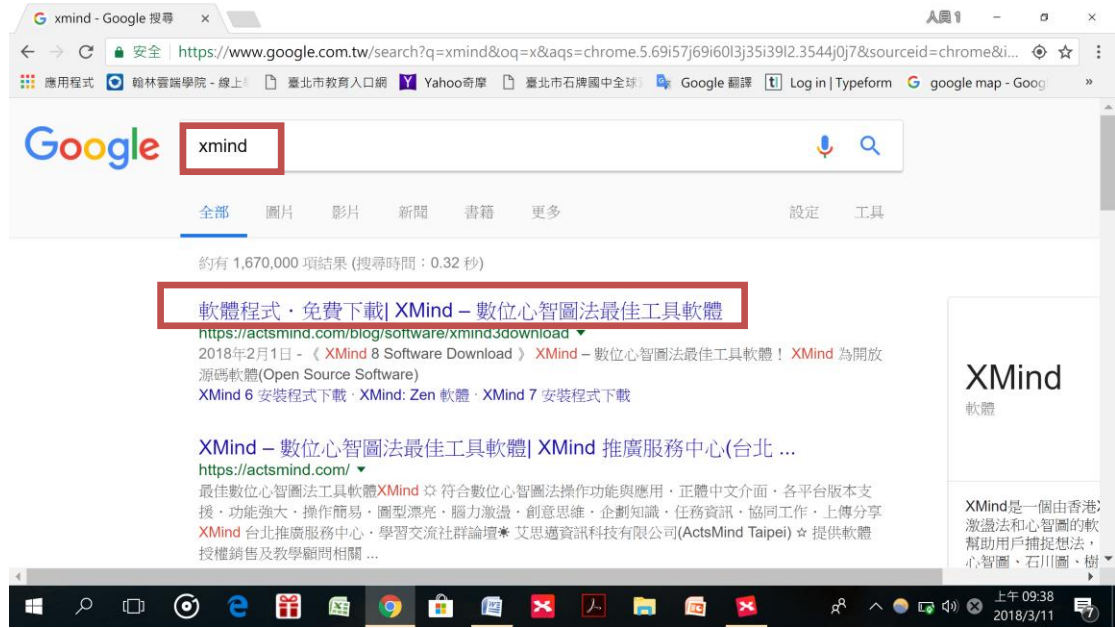 xmind - Google 搜尋
人員 1
安全 | https://www.google.com.tw/search?q=xmind&oq=x&aqs=chrome.5.69i57j69i60l3j35i39l2.3544j0j7&sourceid=chrome&i...
應用程式 翰林雲端學院 - 線上 臺北市教育入口網 Yahoo奇摩 臺北市石牌國中全球 Google 翻譯 Log in | Typeform google map - Goog »
Google
xmind
全部 圖片 影片 新聞 書籍 更多 設定 工具
約有 1,670,000 項結果 (搜尋時間：0.32 秒)
軟體程式 · 免費下載| XMind – 數位心智圖法最佳工具軟體
https://actsmind.com/blog/software/xmind3download
2018年2月1日 - 《 XMind 8 Software Download 》 XMind – 數位心智圖法最佳工具軟體！ XMind 為開放
源碼軟體(Open Source Software)
XMind 6 安裝程式下載 · XMind: Zen 軟體 · XMind 7 安裝程式下載
XMind – 數位心智圖法最佳工具軟體| XMind 推廣服務中心(台北 ...
https://actsmind.com/
最佳數位心智圖法工具軟體XMind ☼ 符合數位心智圖法操作功能與應用 · 正體中文介面 · 各平台版本支
援 · 功能強大 · 操作簡易 · 圖型漂亮 · 腦力激盪 · 創意思維 · 企劃知識 · 任務資訊 · 協同工作 · 上傳分享
XMind 台北推廣服務中心 · 學習交流社群論壇☀ 艾思邁資訊科技有限公司(ActsMind Taipei) ☆ 提供軟體
授權銷售及教學顧問相關 ...
XMind
軟體
XMind是一個由香港
激盪法和心智圖的軟
幫助用戶捕捉想法，
心智圖、石川圖、樹
上午 09:38
2018/3/11
7